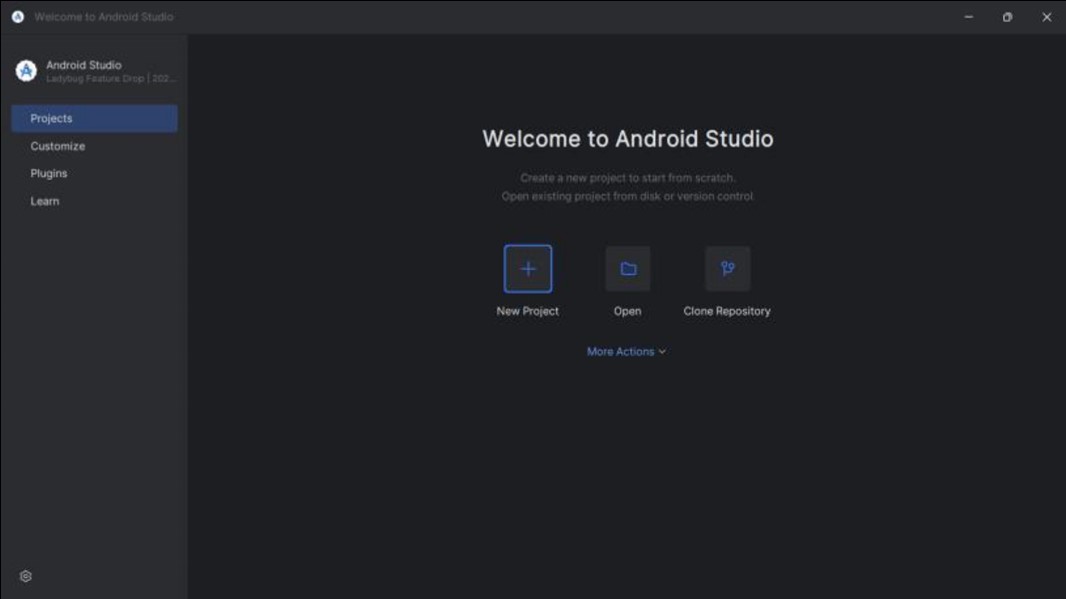 Welcome to Android Studio
Android Studio
Ladybug Feature Drop | 202...
Projects
Customize
Plugins
Learn
Welcome to Android Studio
Create a new project to start from scratch.
Open existing project from disk or version control.
New Project
Open
Clone Repository
More Actions